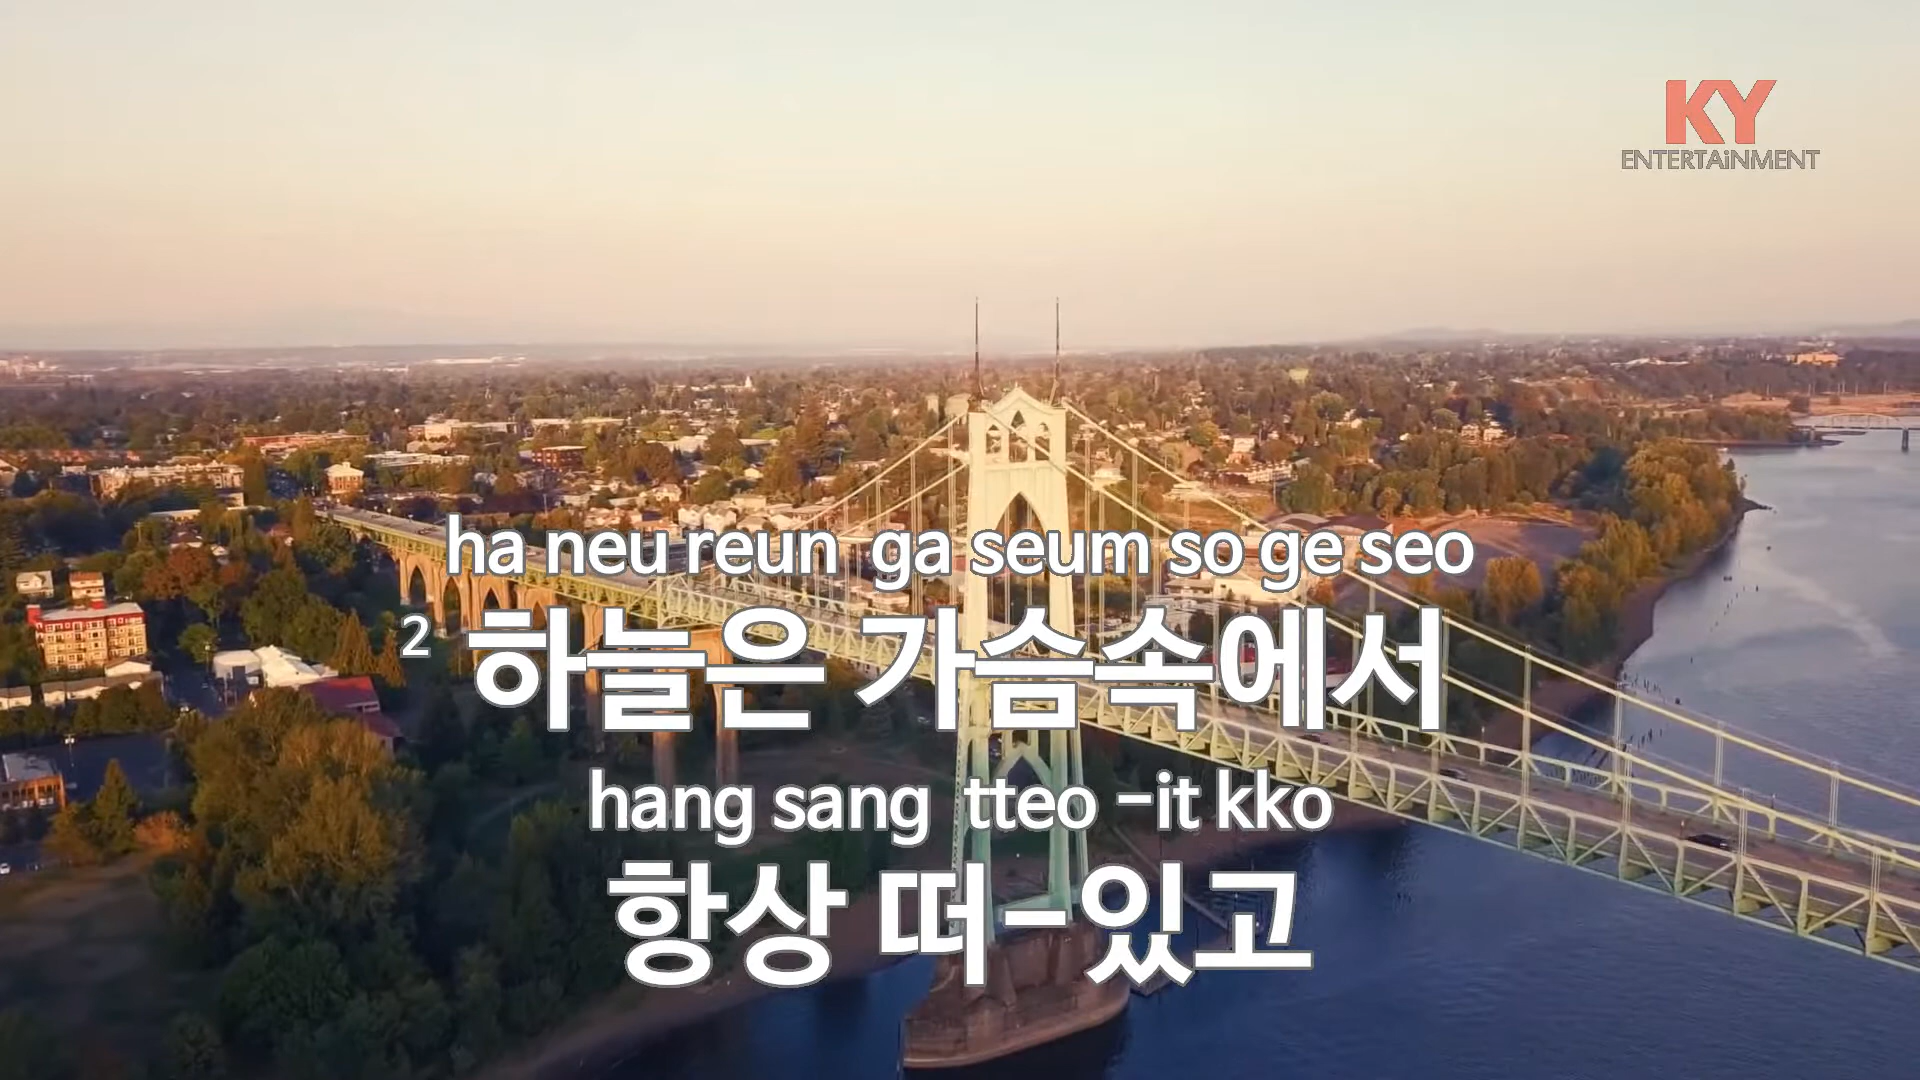 KY
ENTERTAiNMENT
ha neu reun ga seum so ge seo
2 하늘은 가슴속에서
hang sang tteo -it kko
항상 떠-있고